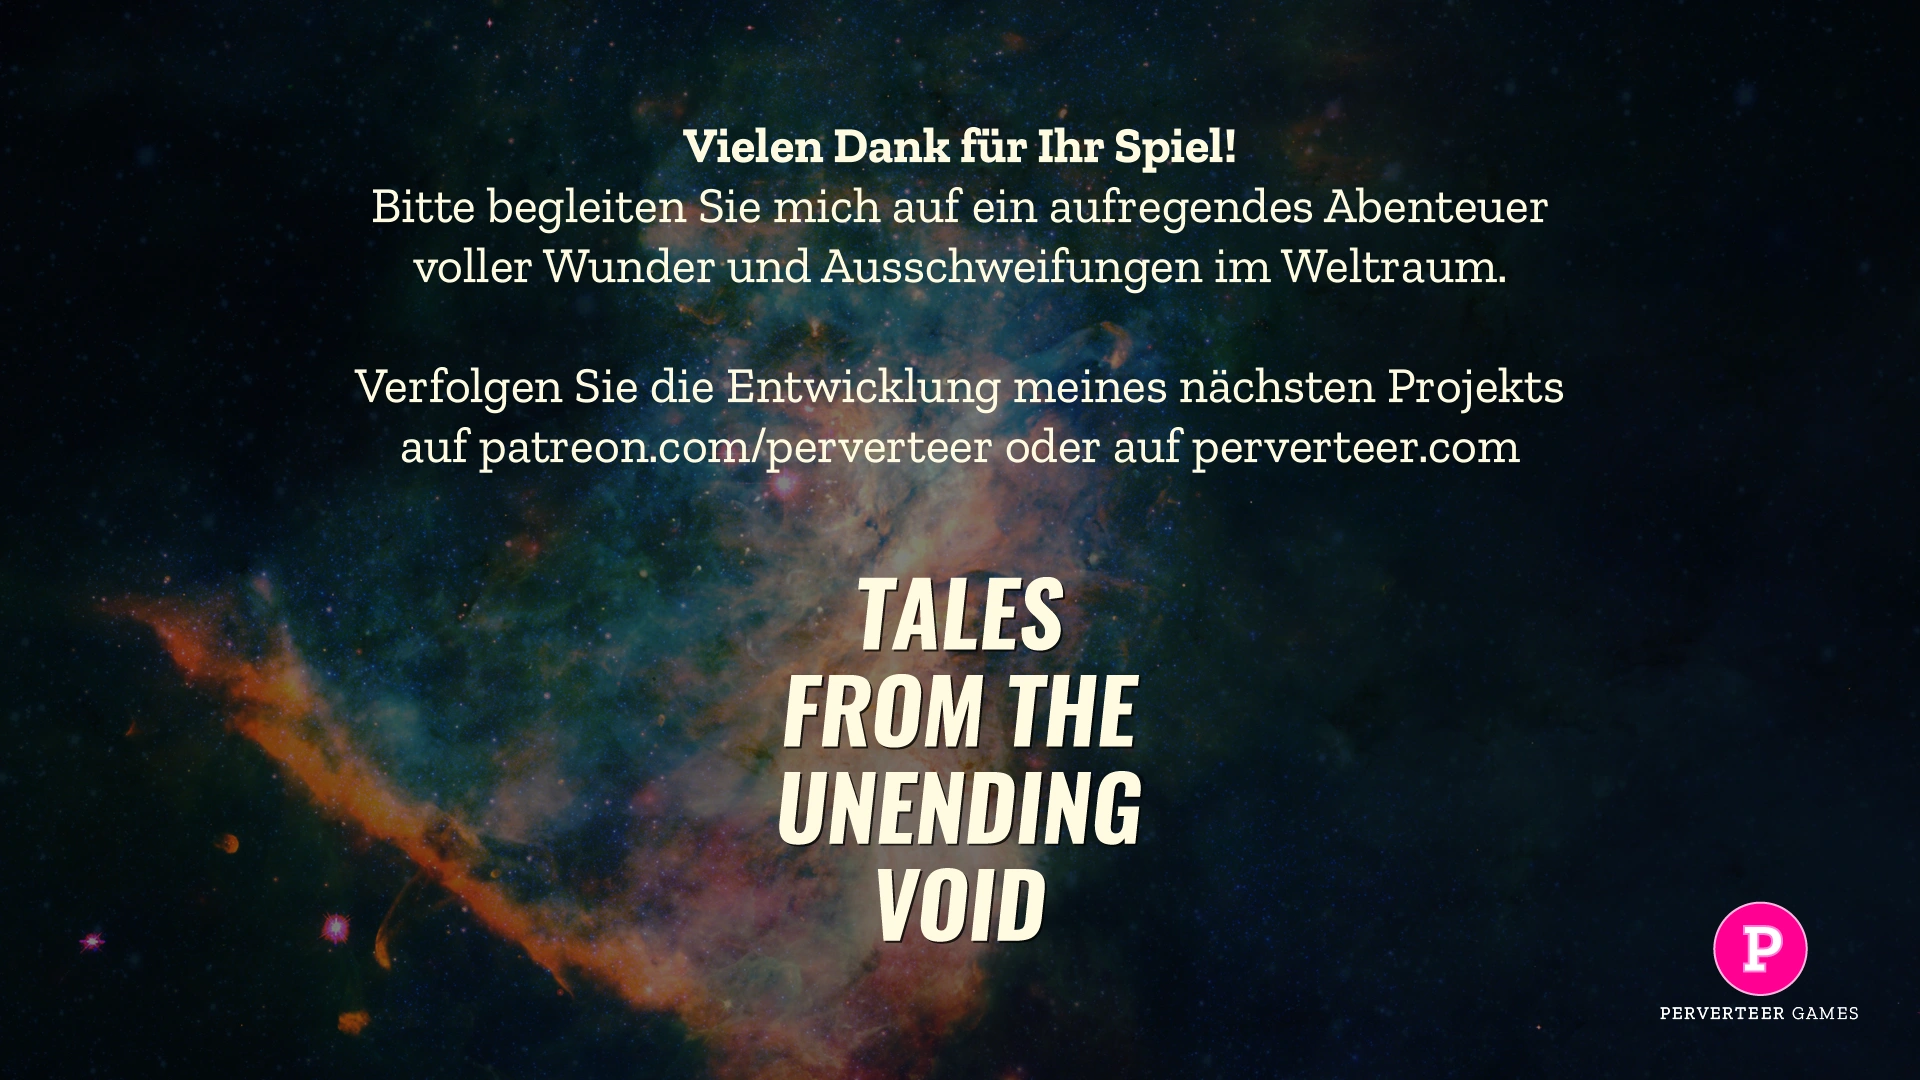 Vielen Dank für Ihr Spiel!
Bitte begleiten Sie mich auf ein aufregendes Abenteuer
voller Wunder und Ausschweifungen im Weltraum.
Verfolgen Sie die Entwicklung meines nächsten Projekts
auf patreon.com/perverteer oder auf perverteer.com
TALES
FROM THE
UNENDING
VOID
P
PERVERTEER GAMES